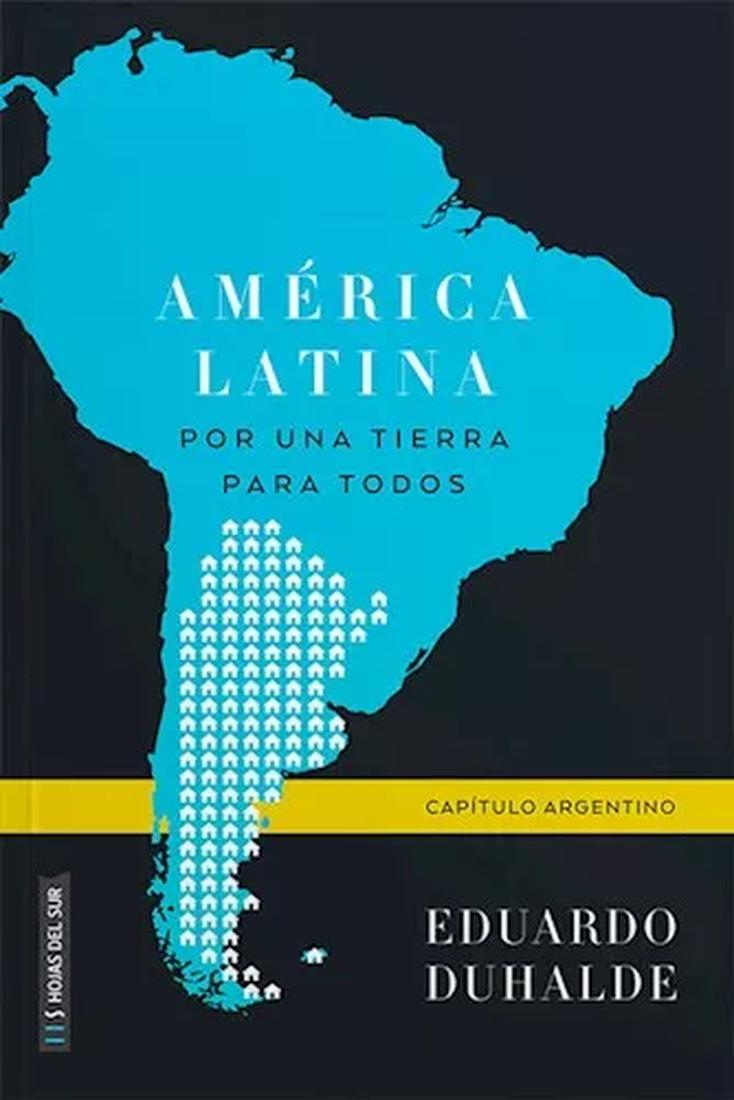 AMÉRICA
LATINA
POR UNA TIERRA
PARA TODOS
CAPÍTULO ARGENTINO
EDUARDO
DUHALDE
HOJAS DEL SUR